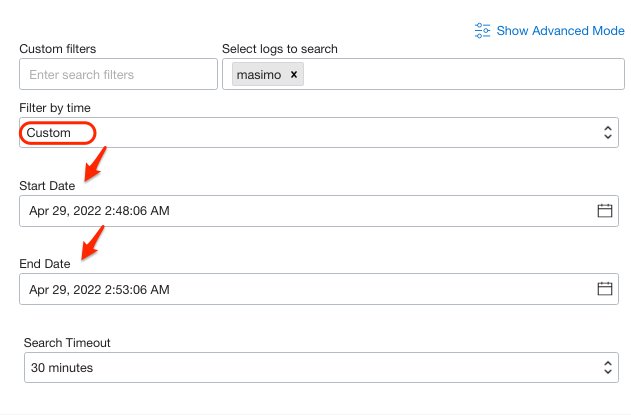 Show Advanced Mode
Custom filters
Select logs to search
Enter search filters
masimo x
Filter by time
Custom
Start Date
Apr 29, 2022 2:48:06 AM
End Date
Apr 29, 2022 2:53:06 AM
Search Timeout
30 minutes